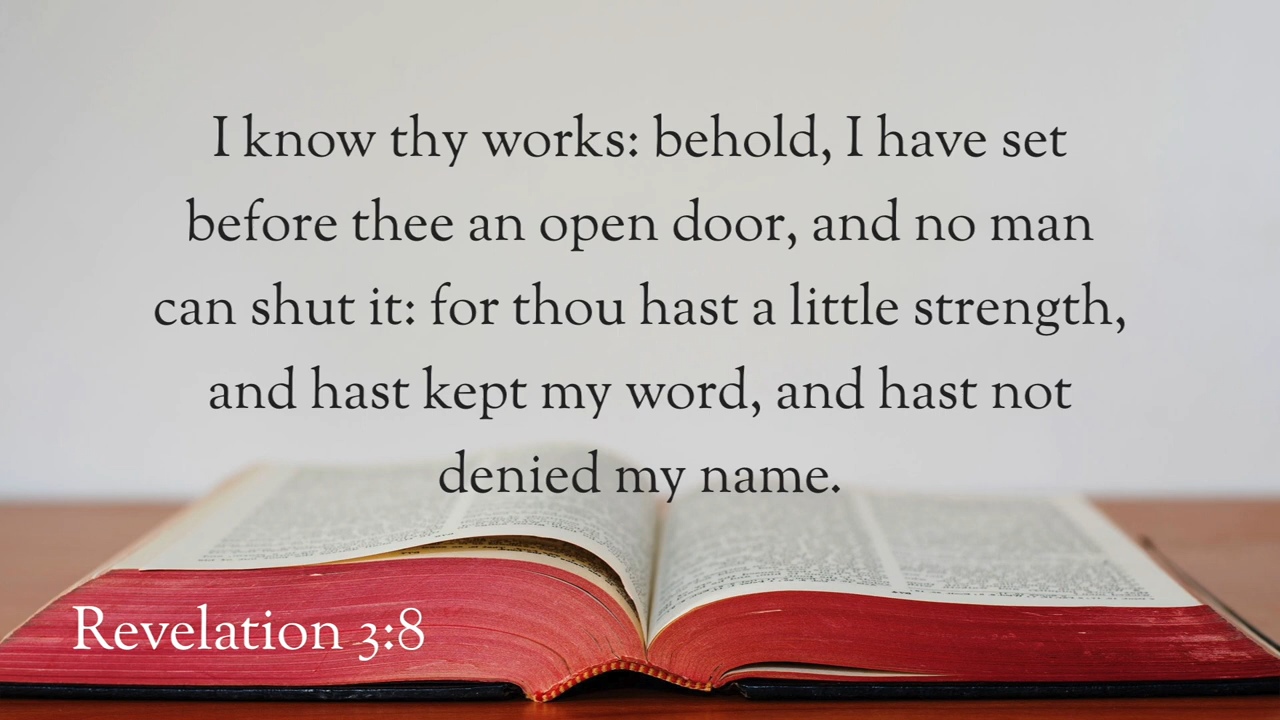 I know thy works: behold, I have set
before thee an open door, and no man
can shut it: for thou hast a little strength,
and hast kept my word, and hast not
denied my name.
Revelation 3:8